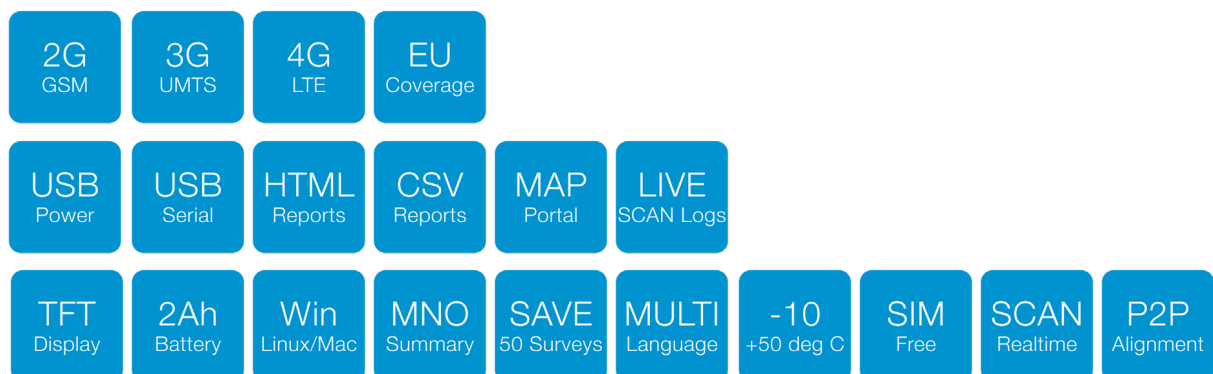 2G 3G 4G EU
GSM UMTS LTE Coverage
USB USB HTML CSV MAP LIVE
Power Serial Reports Reports Portal SCAN Logs
TFT 2Ah Win MNO SAVE MULTI -10 SIM SCAN P2P
Display Battery Linux/Mac Summary 50 Surveys Language +50 deg C Free Realtime Alignment